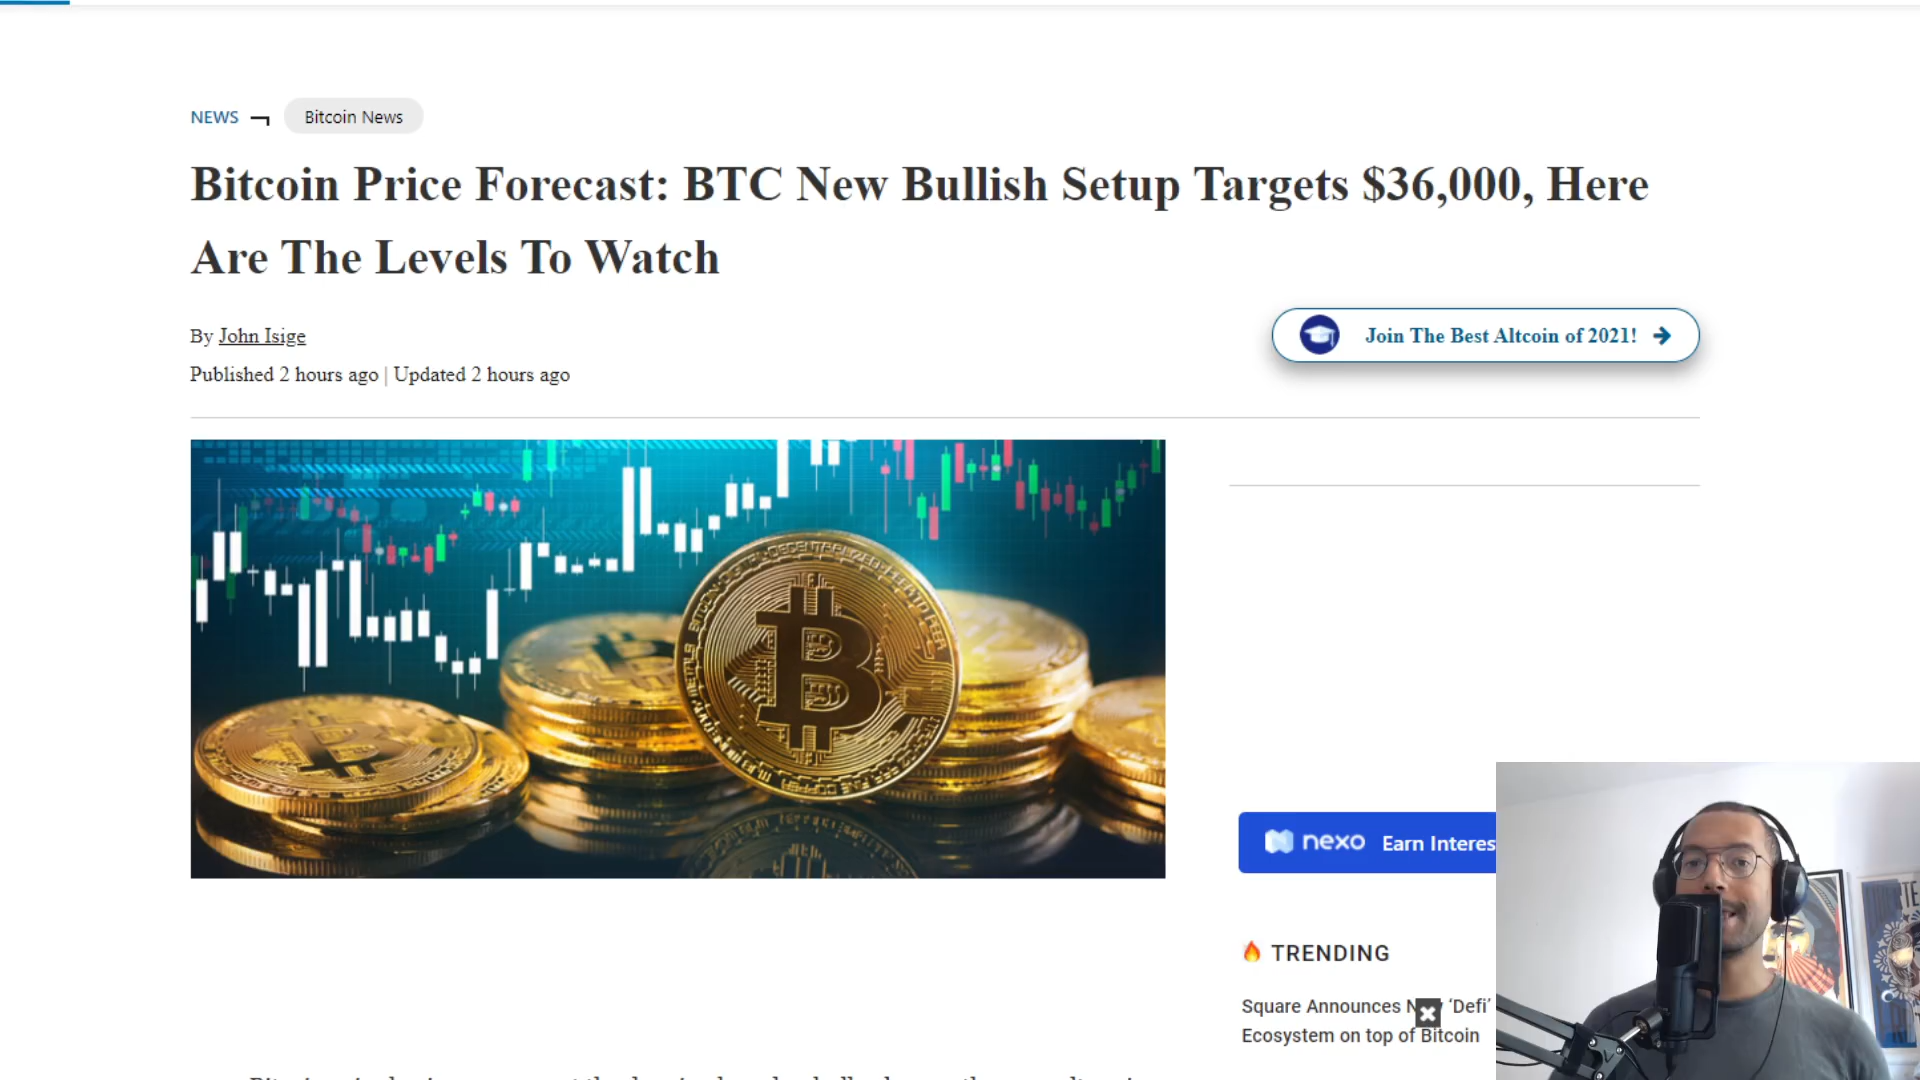 NEWS
Bitcoin News
Bitcoin Price Forecast: BTC New Bullish Setup Targets $36,000, Here
Are The Levels To Watch
By John Isige
Published 2 hours ago | Updated 2 hours ago
Join The Best Altcoin of 2021!
nexo Earn Interes
TRENDING
Square Announces N 'Defi'
Ecosystem on top of Bitcoin